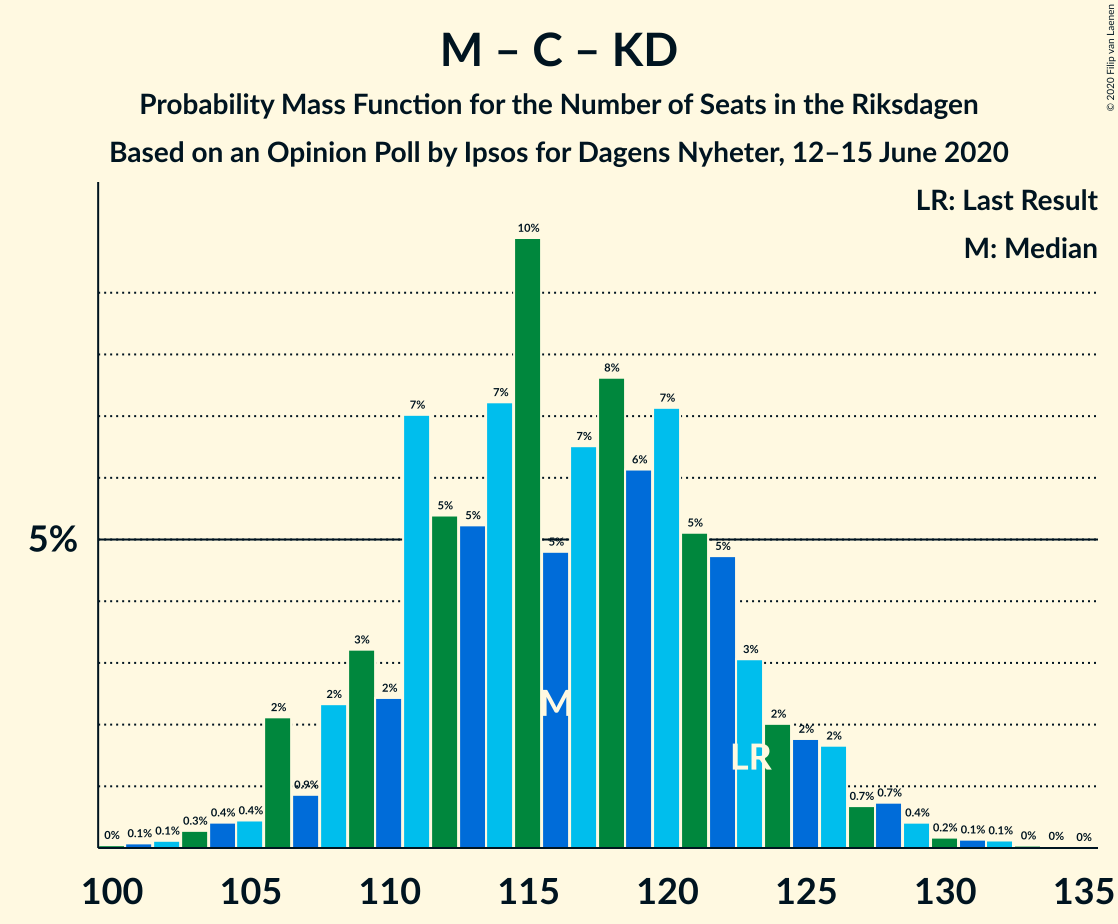 M – C – KD
Probability Mass Function for the Number of Seats in the Riksdagen
Based on an Opinion Poll by Ipsos for Dagens Nyheter, 12–15 June 2020
© 2020 Filip van Laenen
LR: Last Result
M: Median
5%
0% 0.1% 0.1% 0.3% 0.4% 0.4% 2% 0.9% 2% 3% 2% 7% 5% 5% 7% 10% 5% 7% 8% 6% 7% 5% 5% 3% 2% 2% 2% 0.7% 0.7% 0.4% 0.2% 0.1% 0.1% 0% 0% 0%
M
LR
100 105 110 115 120 125 130 135